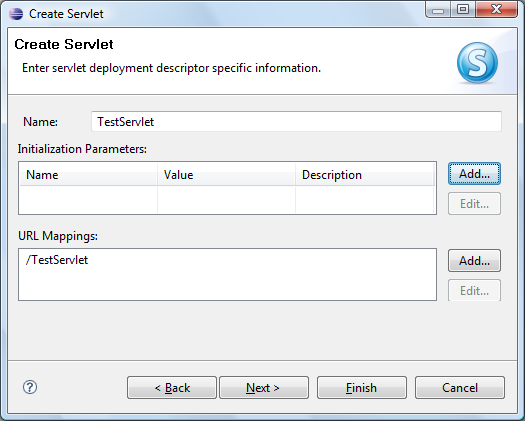 Create Servlet
Create Servlet
Enter servlet deployment descriptor specific information.
S
Name: TestServlet
Initialization Parameters:
Name Value Description
Add...
Edit...
URL Mappings:
/TestServlet
Add...
Edit...
? < Back Next > Finish Cancel